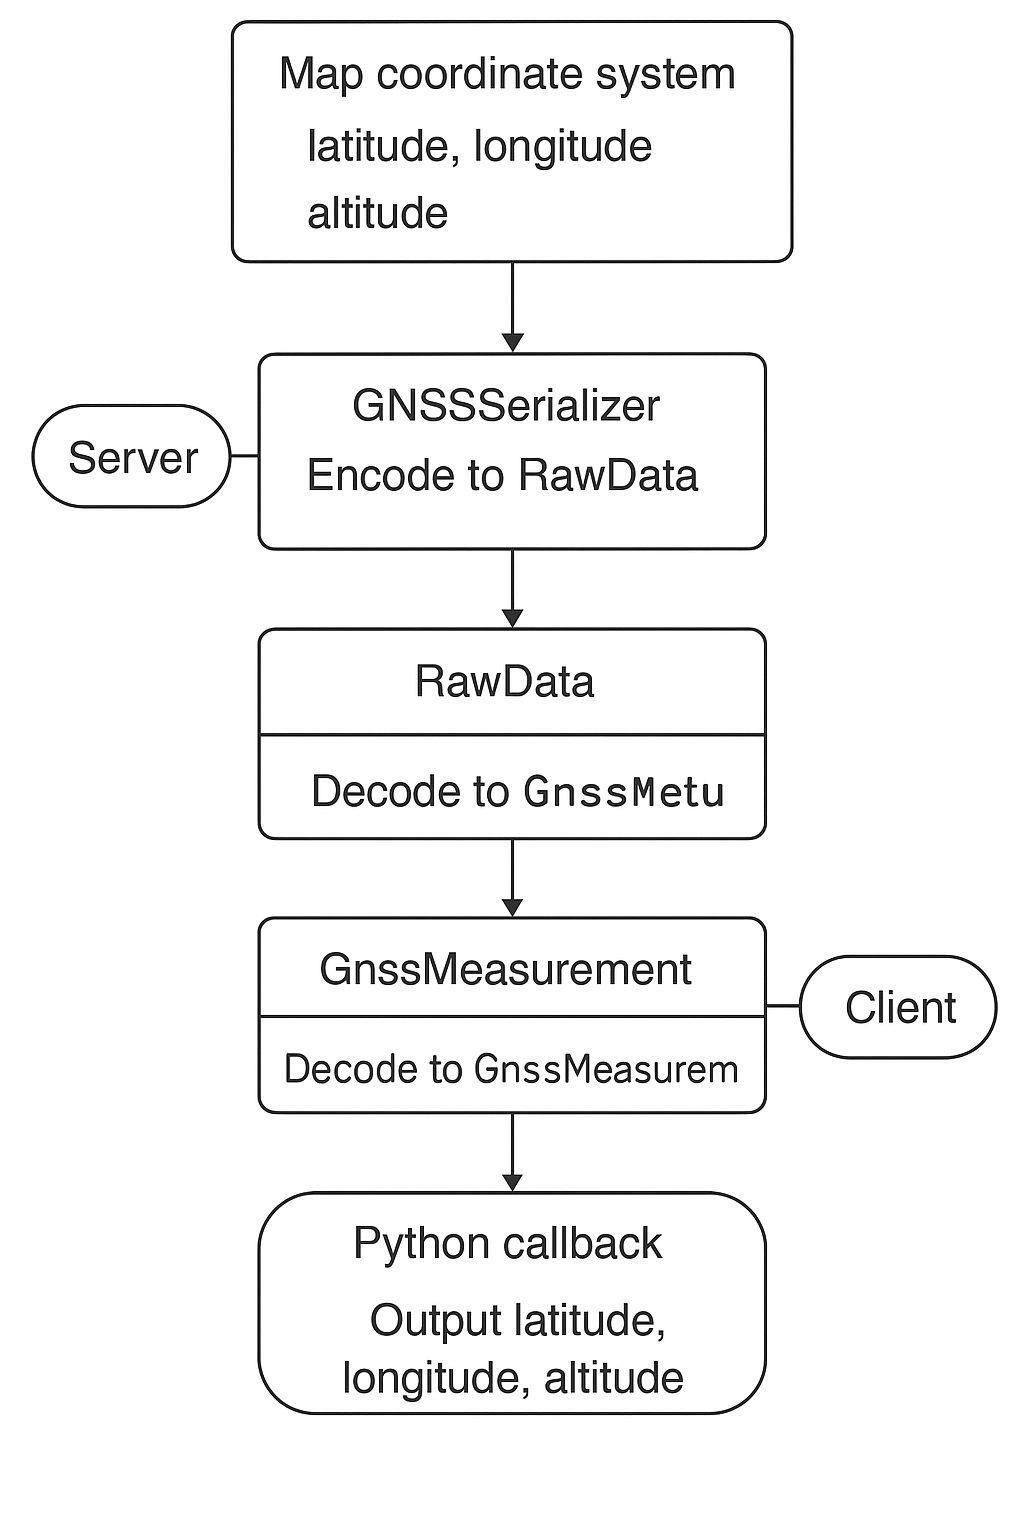 Map coordinate system
latitude, longitude
altitude
GNSSSerializer
Server
Encode to RawData
RawData
Decode to GnssMetu
GnssMeasurement
Client
Decode to GnssMeasurem
Python callback
Output latitude,
longitude, altitude